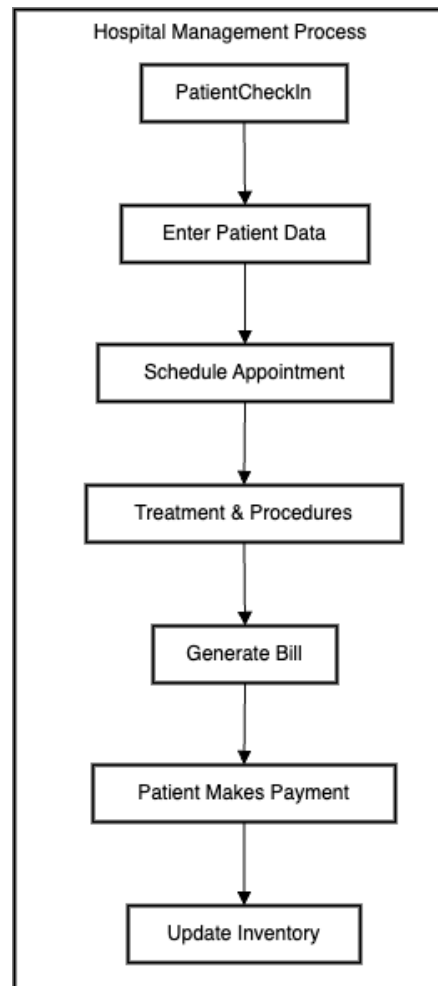 Hospital Management Process
PatientCheckIn
Enter Patient Data
Schedule Appointment
Treatment & Procedures
Generate Bill
Patient Makes Payment
Update Inventory